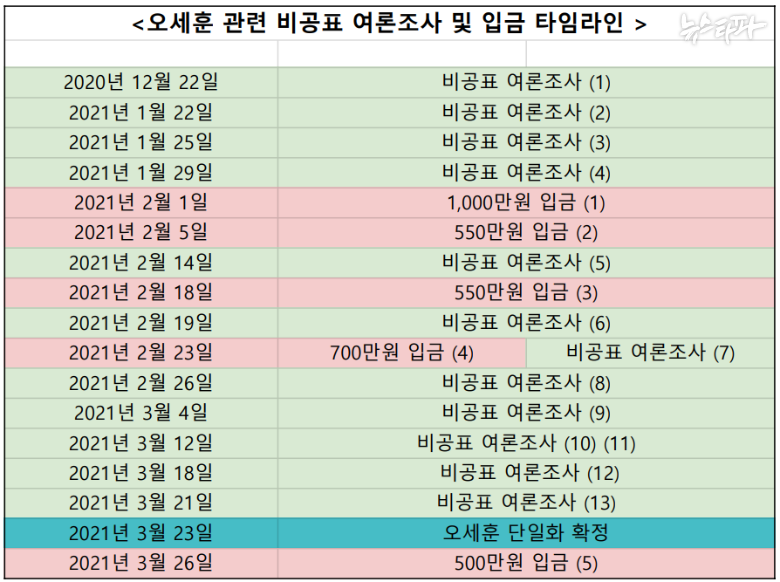 <오세훈 관련 비공표 여론조사 및 입금 타임라인 >
뉴스타파
2020년 12월 22일 비공표 여론조사 (1)
2021년 1월 22일 비공표 여론조사 (2)
2021년 1월 25일 비공표 여론조사 (3)
2021년 1월 29일 비공표 여론조사 (4)
2021년 2월 1일 1,000만원 입금 (1)
2021년 2월 5일 550만원 입금 (2)
2021년 2월 14일 비공표 여론조사 (5)
2021년 2월 18일 550만원 입금 (3)
2021년 2월 19일 비공표 여론조사 (6)
2021년 2월 23일 700만원 입금 (4) 비공표 여론조사 (7)
2021년 2월 26일 비공표 여론조사 (8)
2021년 3월 4일 비공표 여론조사 (9)
2021년 3월 12일 비공표 여론조사 (10) (11)
2021년 3월 18일 비공표 여론조사 (12)
2021년 3월 21일 비공표 여론조사 (13)
2021년 3월 23일 오세훈 단일화 확정
2021년 3월 26일 500만원 입금 (5)